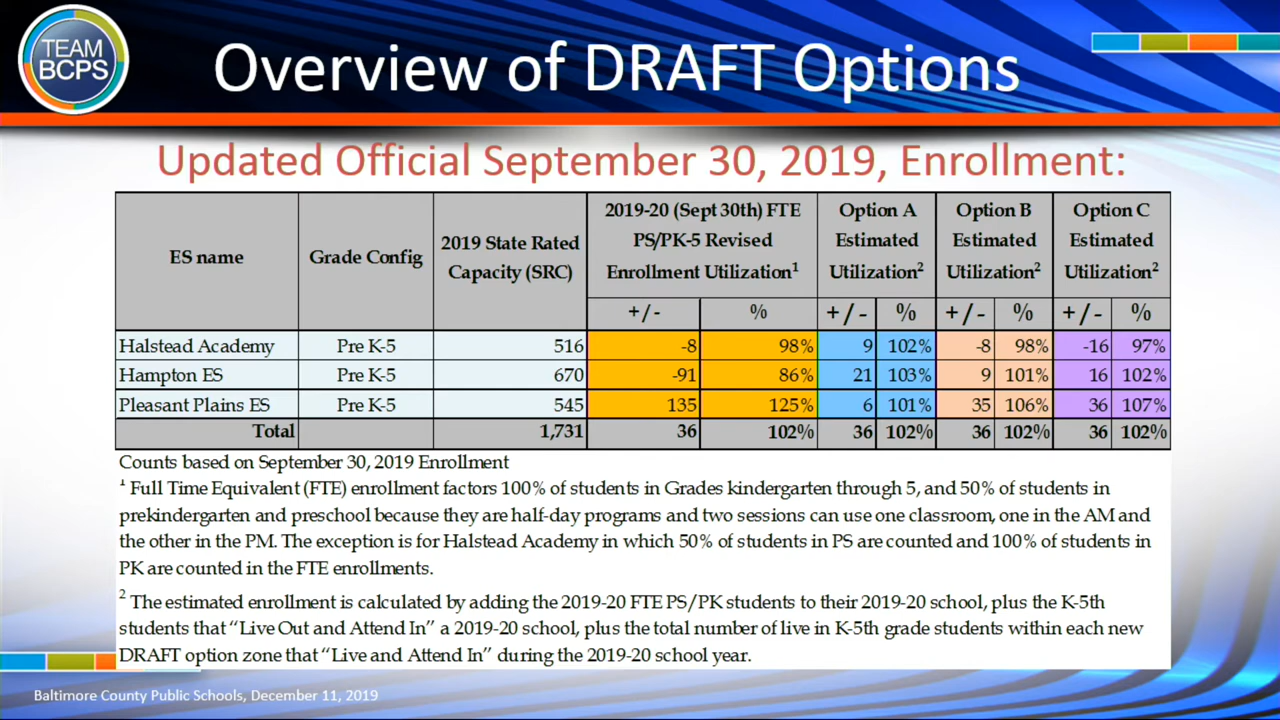 TEAM
BCPS
Overview of DRAFT Options
Updated Official September 30, 2019, Enrollment:
ES name Grade Config 2019 State Rated Capacity (SRC) 2019-20 (Sept 30th) FTE PS/PK-5 Revised Enrollment Utilization1 Option A Estimated Utilization2 Option B Estimated Utilization2 Option C Estimated Utilization2
+/- % +/- % +/- % +/- %
Halstead Academy Pre K-5 516 -8 98% 9 102% -8 98% -16 97%
Hampton ES Pre K-5 670 -91 86% 21 103% 9 101% 16 102%
Pleasant Plains ES Pre K-5 545 135 125% 6 101% 35 106% 36 107%
Total 1,731 36 102% 36 102% 36 102% 36 102%
Counts based on September 30, 2019 Enrollment
1 Full Time Equivalent (FTE) enrollment factors 100% of students in Grades kindergarten through 5, and 50% of students in
prekindergarten and preschool because they are half-day programs and two sessions can use one classroom, one in the AM and
the other in the PM. The exception is for Halstead Academy in which 50% of students in PS are counted and 100% of students in
PK are counted in the FTE enrollments.
2 The estimated enrollment is calculated by adding the 2019-20 FTE PS/PK students to their 2019-20 school, plus the K-5th
students that “Live Out and Attend In” a 2019-20 school, plus the total number of live in K-5th grade students within each new
DRAFT option zone that “Live and Attend In” during the 2019-20 school year.
Baltimore County Public Schools, December 11, 2019